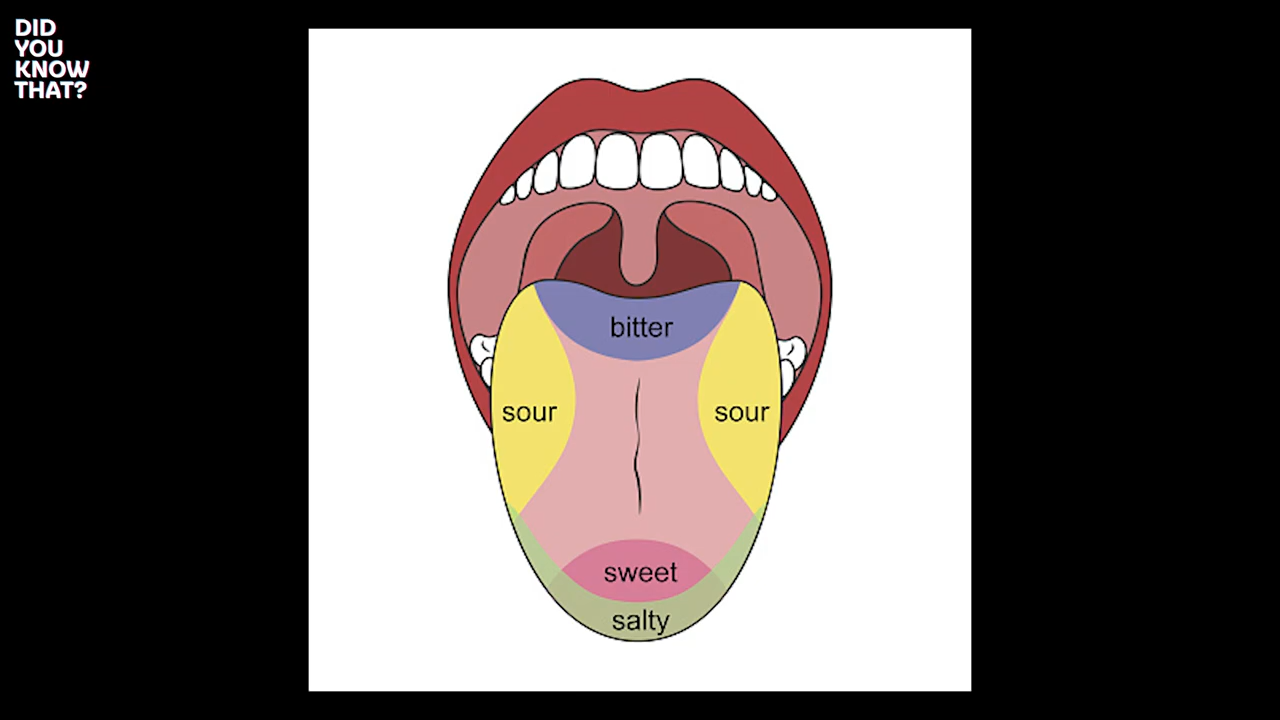 DID
YOU
KNOW
THAT?
bitter
sour sour
sweet
salty